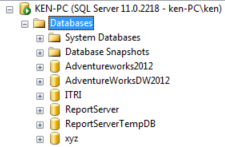 KEN-PC (SQL Server 11.0.2218 - ken-PC\ken)
Databases
System Databases
Database Snapshots
Adventureworks2012
AdventureWorksDW2012
ITRI
ReportServer
ReportServerTempDB
xyz